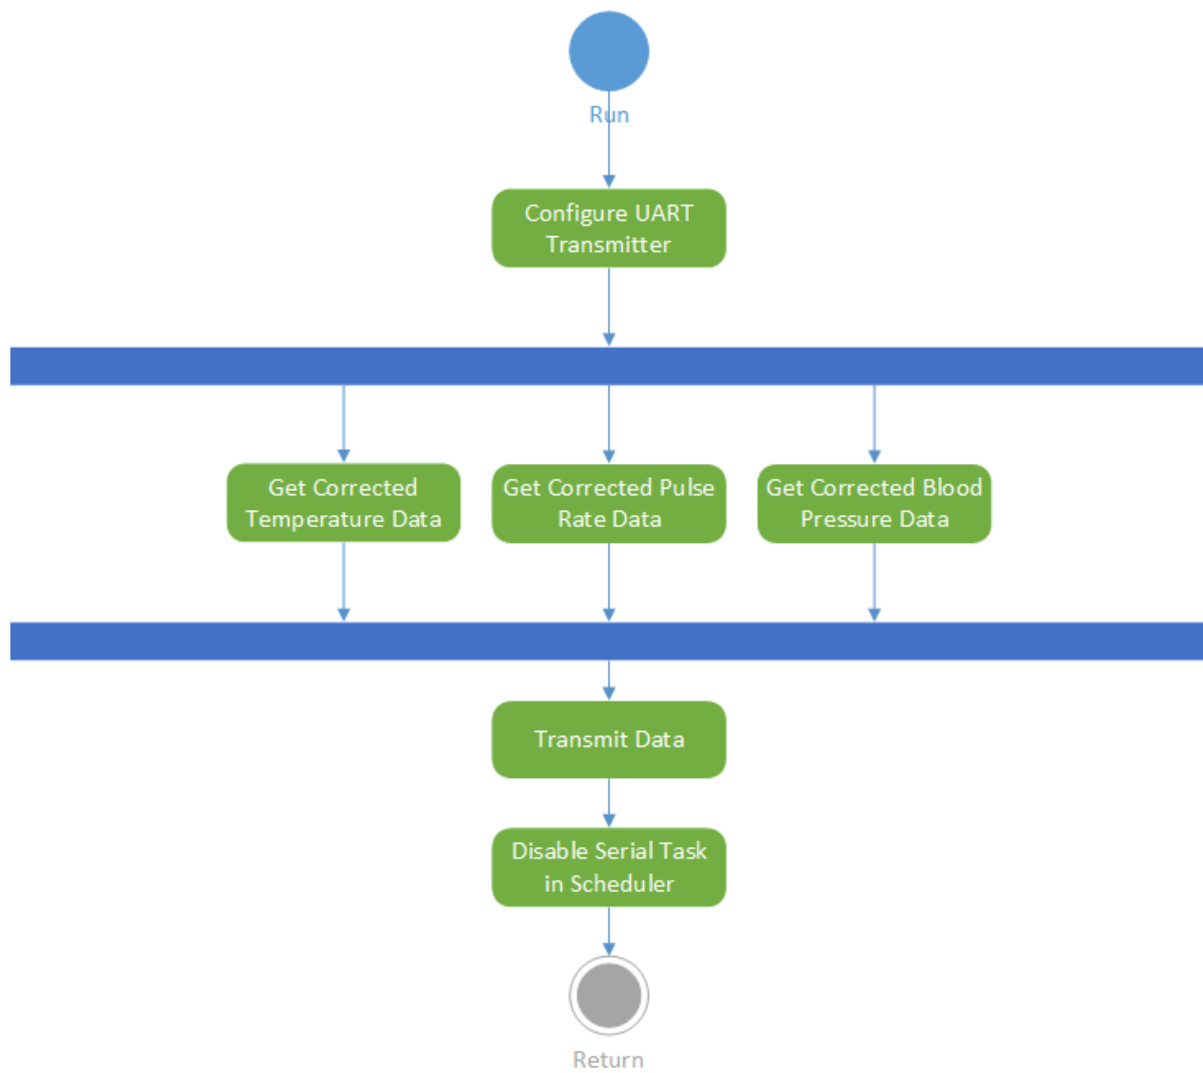 Run
Configure UART
Transmitter
Get Corrected
Temperature Data
Get Corrected Pulse
Rate Data
Get Corrected Blood
Pressure Data
Transmit Data
Disable Serial Task
in Scheduler
Return